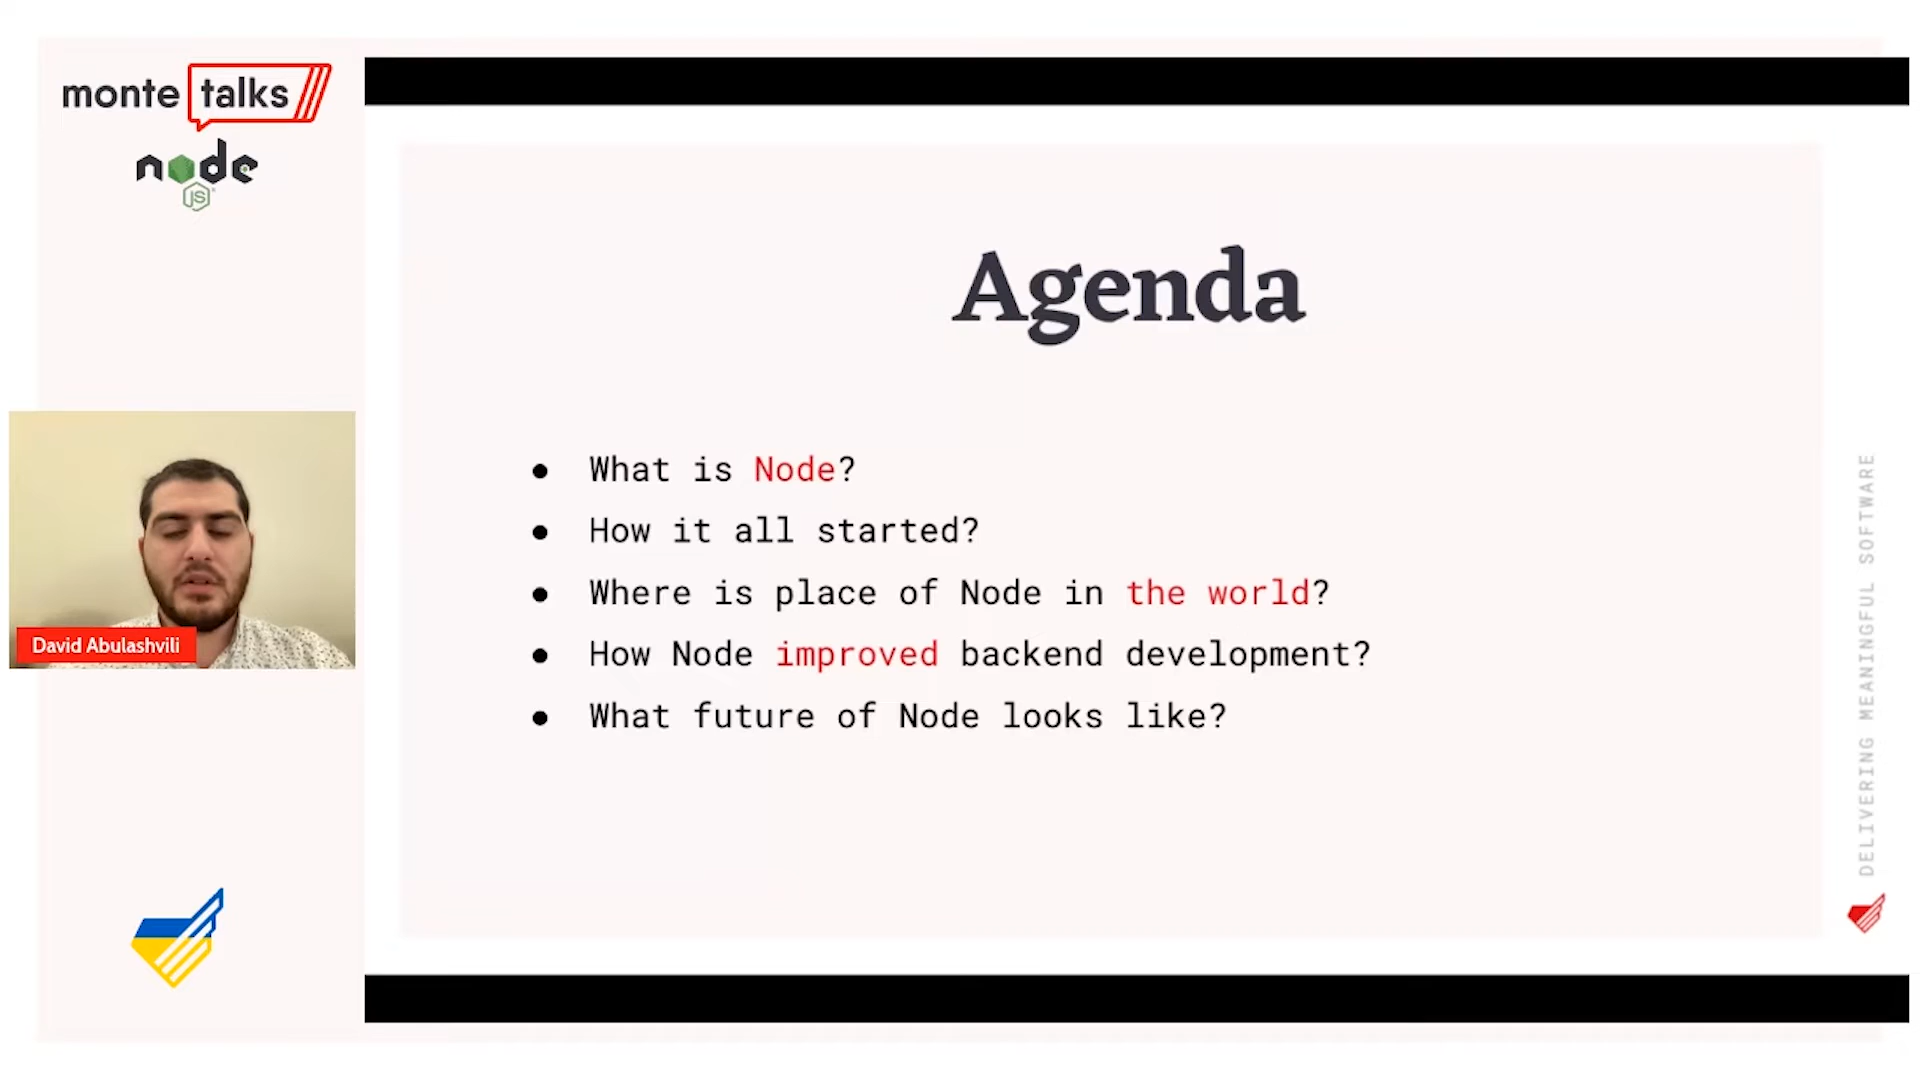 monte talks
node
JS
Agenda
● What is Node?
● How it all started?
● Where is place of Node in the world?
● How Node improved backend development?
● What future of Node looks like?
David Abulashvili
DELIVERING MEANINGFUL SOFTWARE